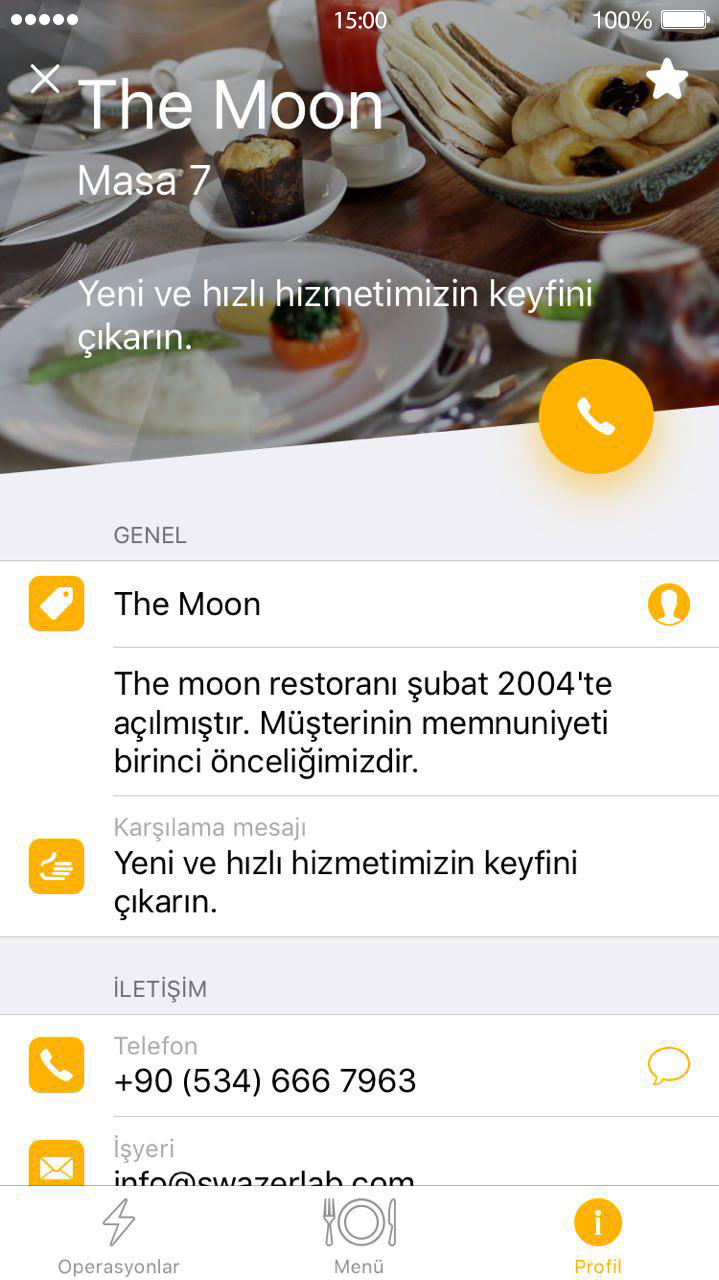 15:00 100%
The Moon
Masa 7
Yeni ve hızlı hizmetimizin keyfini
çıkarın.
GENEL
The Moon
The moon restoranı şubat 2004'te
açılmıştır. Müşterinin memnuniyeti
birinci önceliğimizdir.
Karşılama mesajı
Yeni ve hızlı hizmetimizin keyfini
çıkarın.
İLETİŞİM
Telefon
+90 (534) 666 7963
İşyeri
info@swazerlab.com
Operasyonlar Menü Profil